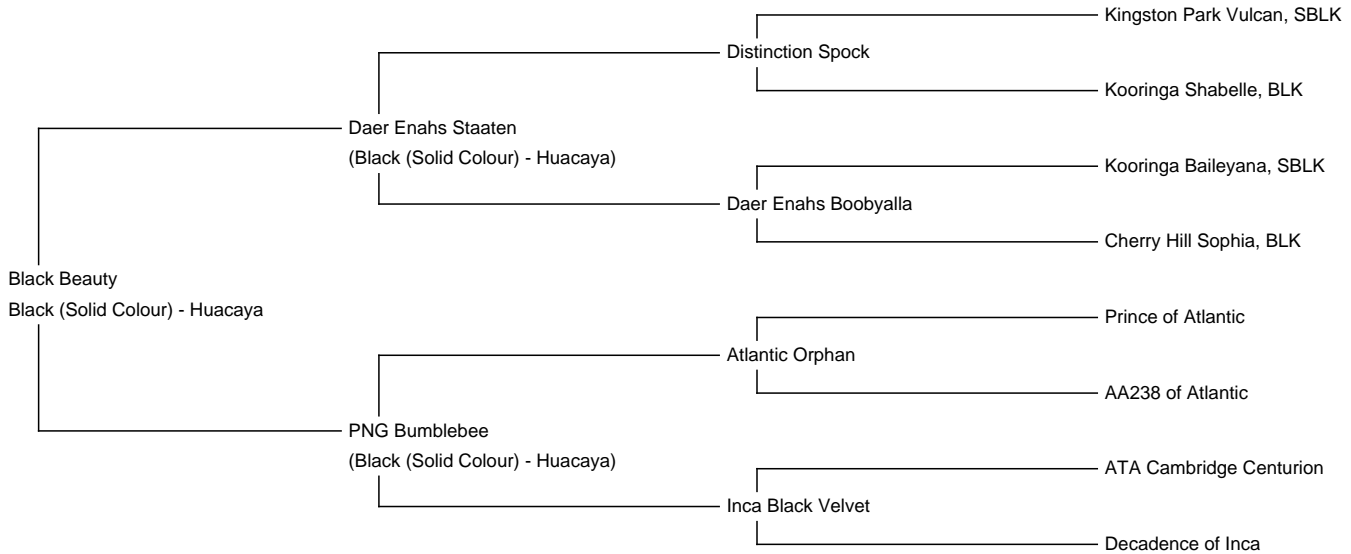 Kingston Park Vulcan, SBLK
Distinction Spock
Kooringa Shabelle, BLK
Daer Enahs Staaten
(Black (Solid Colour) - Huacaya)
Kooringa Baileyana, SBLK
Daer Enahs Boobyalla
Cherry Hill Sophia, BLK
Black Beauty
Black (Solid Colour) - Huacaya
Prince of Atlantic
Atlantic Orphan
AA238 of Atlantic
PNG Bumblebee
(Black (Solid Colour) - Huacaya)
ATA Cambridge Centurion
Inca Black Velvet
Decadence of Inca